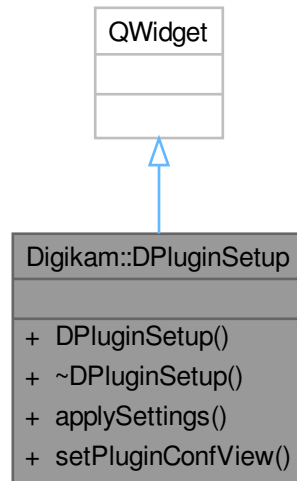 QWidget
Digikam::DPluginSetup
+ DPluginSetup()
+ ~DPluginSetup()
+ applySettings()
+ setPluginConfView()